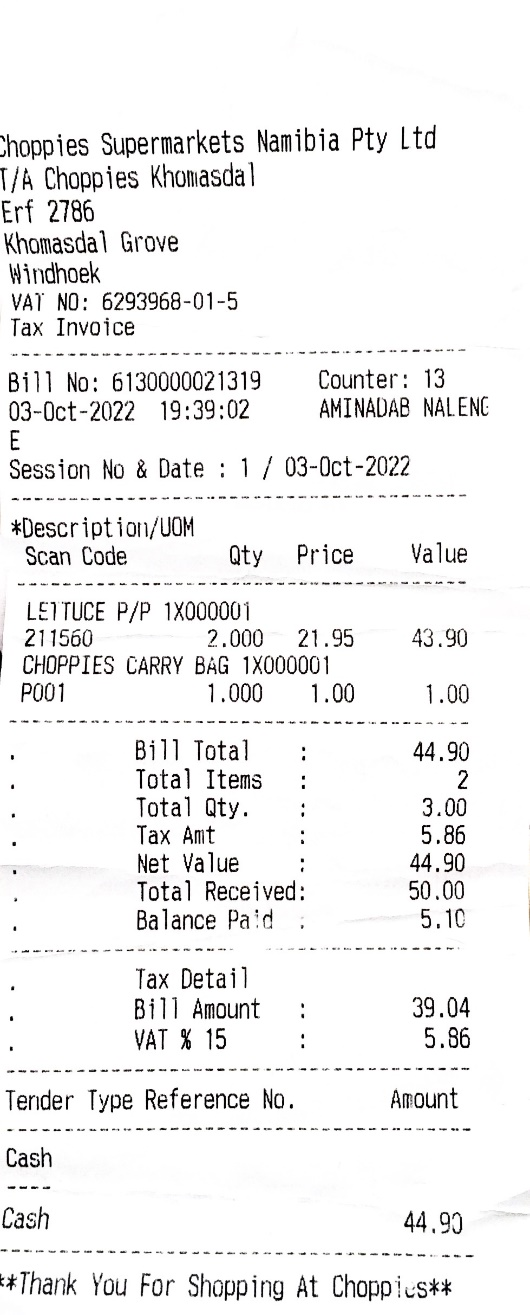 Choppies Supermarkets Namibia Pty Ltd
T/A Choppies Khomasdal
Erf 2786
Khomasdal Grove
Windhoek
VAT NO: 6293968-01-5
Tax Invoice
Bill No: 6130000021319 Counter: 13
03-Oct-2022 19:39:02 AMINADAB NALENG
E
Session No & Date : 1 / 03-Oct-2022
*Description/UOM
Scan Code Qty Price Value
LETTUCE P/P 1X000001
211560 2.000 21.95 43.90
CHOPPIES CARRY BAG 1X000001
P001 1.000 1.00 1.00
. Bill Total : 44.90
. Total Items : 2
. Total Qty. : 3.00
. Tax Amt : 5.86
. Net Value : 44.90
. Total Received: 50.00
. Balance Paid : 5.10
. Tax Detail
. Bill Amount : 39.04
. VAT % 15 : 5.86
Tender Type Reference No. Amount
Cash
----
Cash 44.90
**Thank You For Shopping At Choppies**